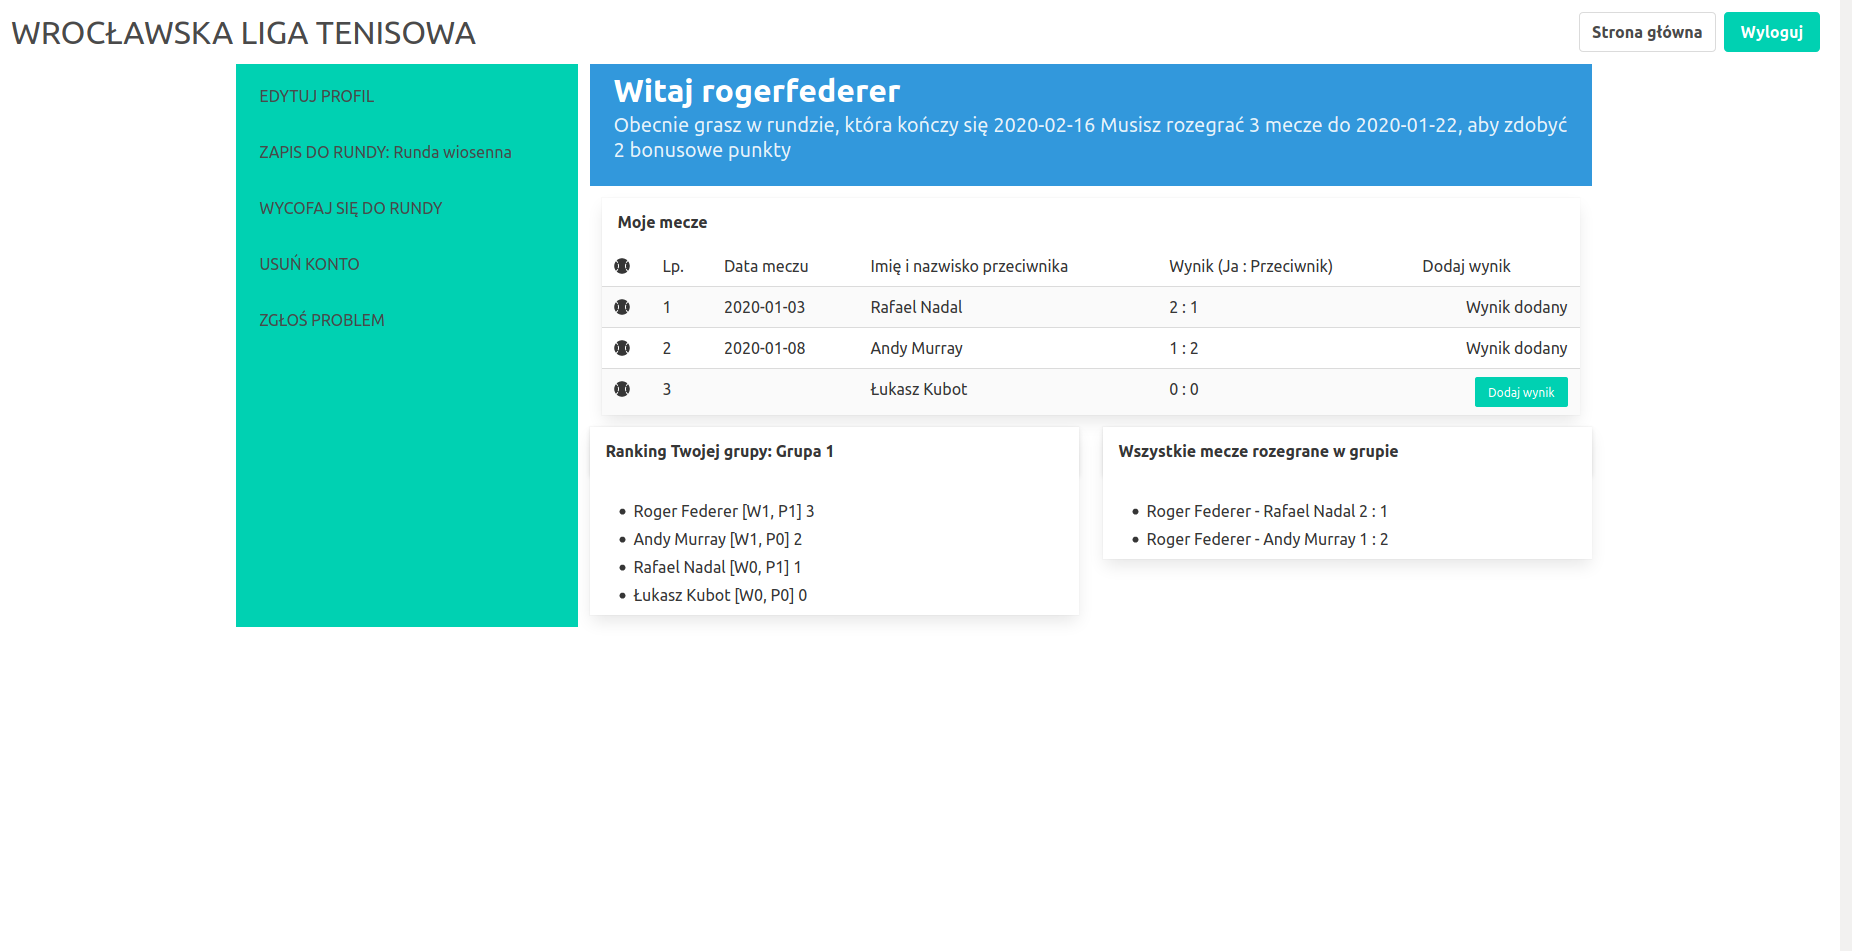 WROCŁAWSKA LIGA TENISOWA
Strona główna
Wyloguj
EDYTUJ PROFIL
ZAPIS DO RUNDY: Runda wiosenna
WYCOFAJ SIĘ DO RUNDY
USUŃ KONTO
ZGŁOŚ PROBLEM
Witaj rogerfederer
Obecnie grasz w rundzie, która kończy się 2020-02-16 Musisz rozegrać 3 mecze do 2020-01-22, aby zdobyć
2 bonusowe punkty
Moje mecze
Lp. Data meczu Imię i nazwisko przeciwnika Wynik (Ja : Przeciwnik) Dodaj wynik
1 2020-01-03 Rafael Nadal 2 : 1 Wynik dodany
2 2020-01-08 Andy Murray 1 : 2 Wynik dodany
3 Łukasz Kubot 0 : 0 Dodaj wynik
Ranking Twojej grupy: Grupa 1
• Roger Federer [W1, P1] 3
• Andy Murray [W1, P0] 2
• Rafael Nadal [W0, P1] 1
• Łukasz Kubot [W0, P0] 0
Wszystkie mecze rozegrane w grupie
• Roger Federer - Rafael Nadal 2 : 1
• Roger Federer - Andy Murray 1 : 2